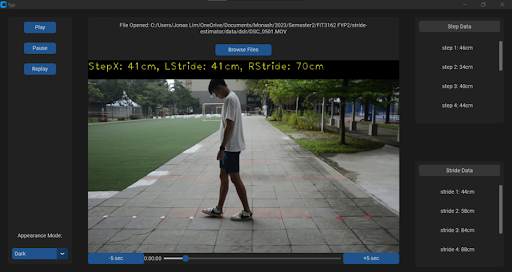 Play
Pause
Replay
Appearance Mode:
Dark
File Opened: C:/Users/Jonas Lim/OneDrive/Documents/Monash/2023/Semester2/FIT3162 FYP2/stride-
estimator/data/dslr/DSC_0501.MOV
Browse Files
StepX: 41cm, LStride: 41cm, RStride: 70cm
-5 sec
0:00:00
+5 sec
Step Data
step 1: 46cm
step 2: 34cm
step 3: 46cm
step 4: 44cm
Stride Data
stride 1: 44cm
stride 2: 58cm
stride 3: 84cm
stride 4: 88cm